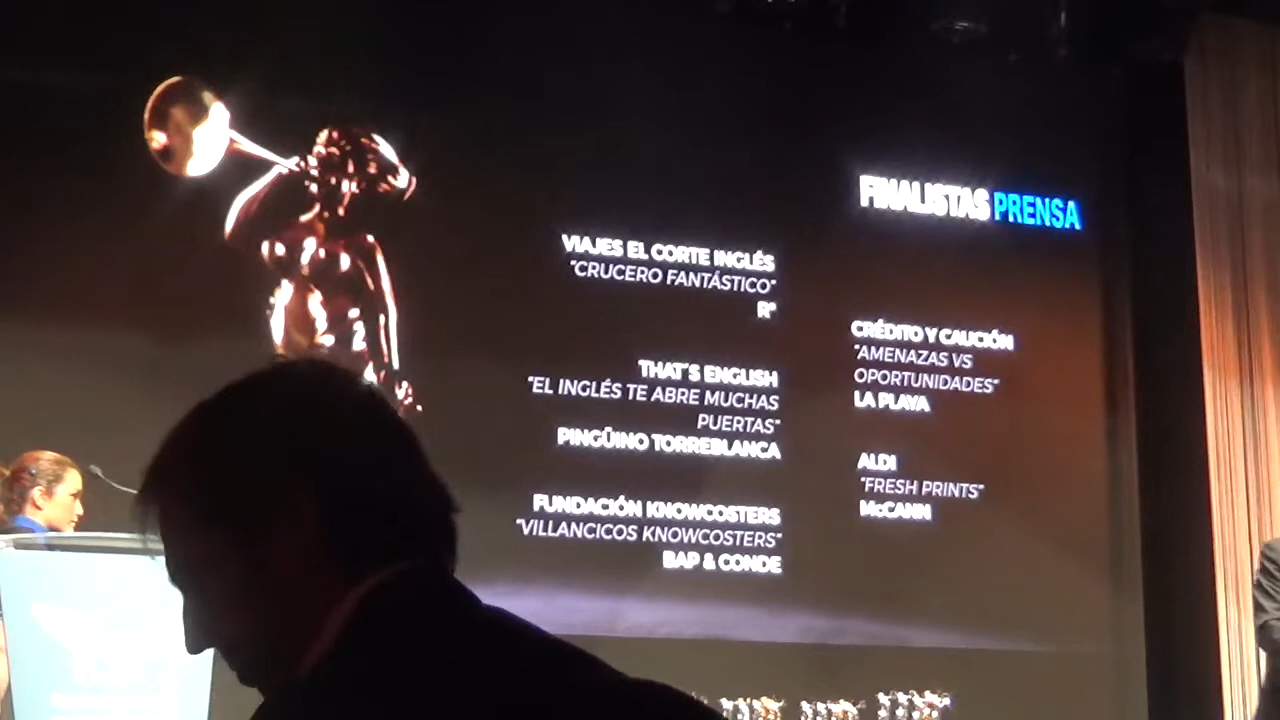 FINALISTAS PRENSA
VIAJES EL CORTE INGLÉS
"CRUCERO FANTÁSTICO"
R*
THAT´S ENGLISH
"EL INGLÉS TE ABRE MUCHAS
PUERTAS"
PINGÜINO TORREBLANCA
FUNDACIÓN KNOWCOSTERS
"VILLANCICOS KNOWCOSTERS"
BAP & CONDE
CRÉDITO Y CAUCIÓN
"AMENAZAS VS
OPORTUNIDADES"
LA PLAYA
ALDI
"FRESH PRINTS"
McCANN